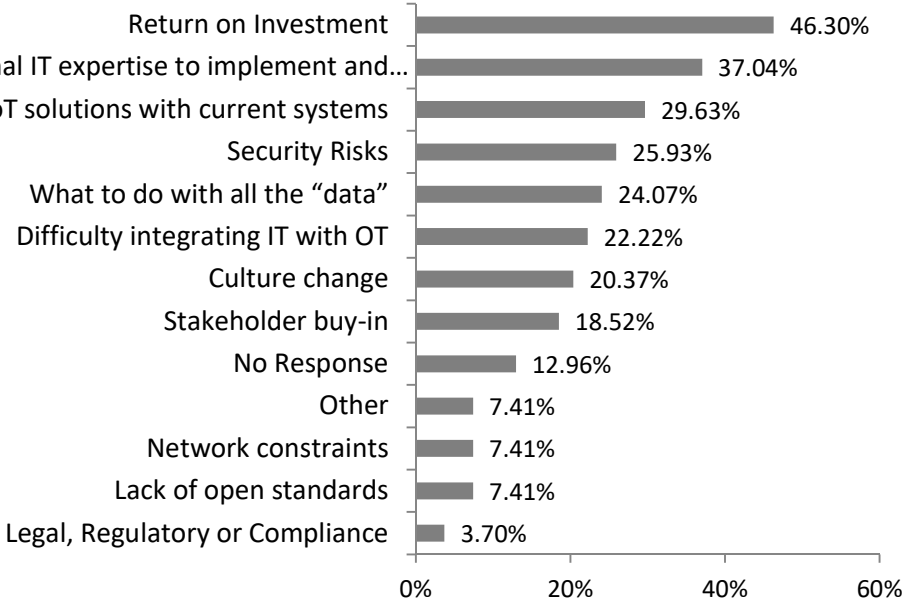 Return on Investment 46.30%
IT expertise to implement and… 37.04%
solutions with current systems 29.63%
Security Risks 25.93%
What to do with all the “data” 24.07%
Difficulty integrating IT with OT 22.22%
Culture change 20.37%
Stakeholder buy-in 18.52%
No Response 12.96%
Other 7.41%
Network constraints 7.41%
Lack of open standards 7.41%
Legal, Regulatory or Compliance 3.70%
0% 20% 40% 60%